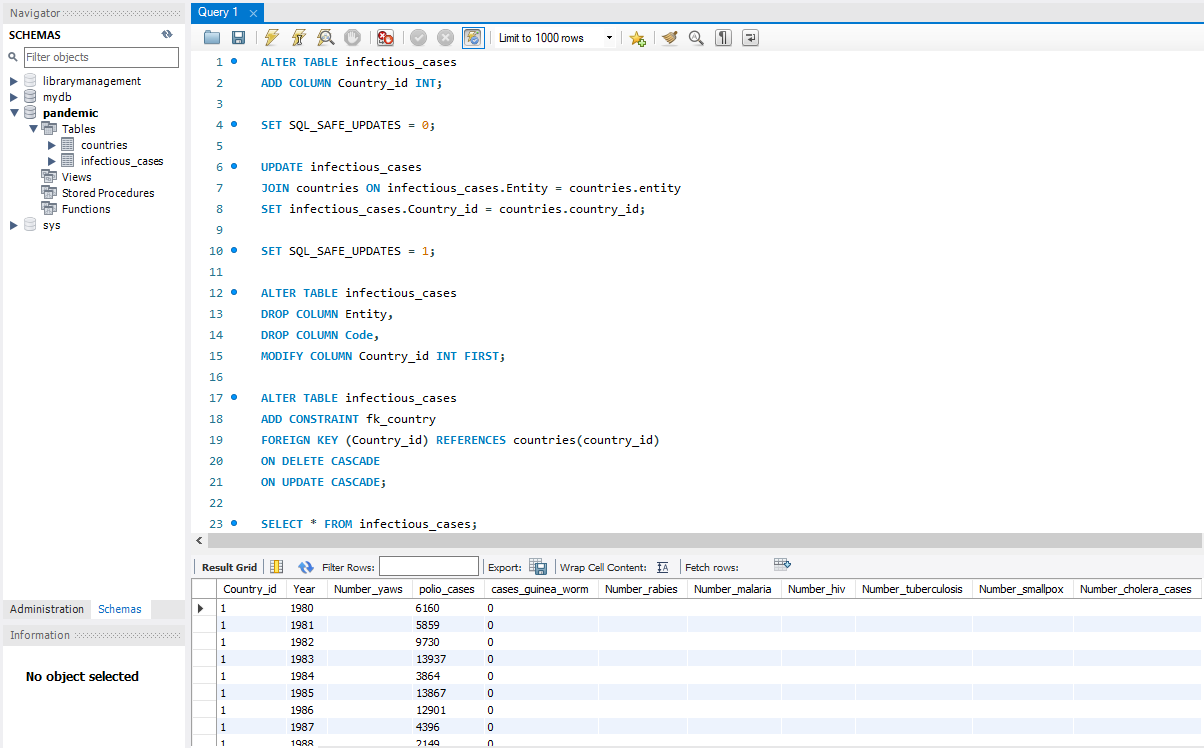 Navigator
SCHEMAS
Filter objects
librarymanagement
mydb
pandemic
Tables
countries
infectious_cases
Views
Stored Procedures
Functions
sys
Administration Schemas
Information
No object selected
Query 1
Limit to 1000 rows
1 ALTER TABLE infectious_cases
2 ADD COLUMN Country_id INT;
3
4 SET SQL_SAFE_UPDATES = 0;
5
6 UPDATE infectious_cases
7 JOIN countries ON infectious_cases.Entity = countries.entity
8 SET infectious_cases.Country_id = countries.country_id;
9
10 SET SQL_SAFE_UPDATES = 1;
11
12 ALTER TABLE infectious_cases
13 DROP COLUMN Entity,
14 DROP COLUMN Code,
15 MODIFY COLUMN Country_id INT FIRST;
16
17 ALTER TABLE infectious_cases
18 ADD CONSTRAINT fk_country
19 FOREIGN KEY (Country_id) REFERENCES countries(country_id)
20 ON DELETE CASCADE
21 ON UPDATE CASCADE;
22
23 SELECT * FROM infectious_cases;
Result Grid Filter Rows: Export: Wrap Cell Content: Fetch rows:
Country_id Year Number_yaws polio_cases cases_guinea_worm Number_rabies Number_malaria Number_hiv Number_tuberculosis Number_smallpox Number_cholera_cases
1 1980 6160 0
1 1981 5859 0
1 1982 9730 0
1 1983 13937 0
1 1984 3864 0
1 1985 13867 0
1 1986 12901 0
1 1987 4396 0
1 1988 2149 0